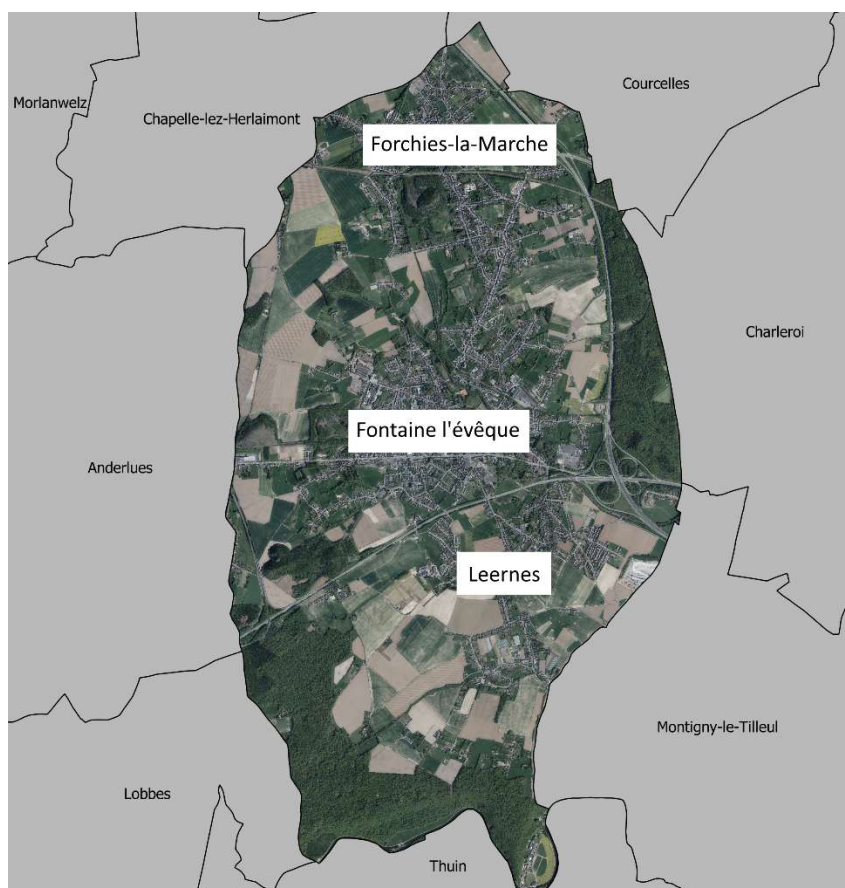 Courcelles
Morlanwelz
Chapelle-lez-Herlaimont
Forchies-la-Marche
Charleroi
Fontaine l'évêque
Anderlues
Leernes
Montigny-le-Tilleul
Lobbes
Thuin